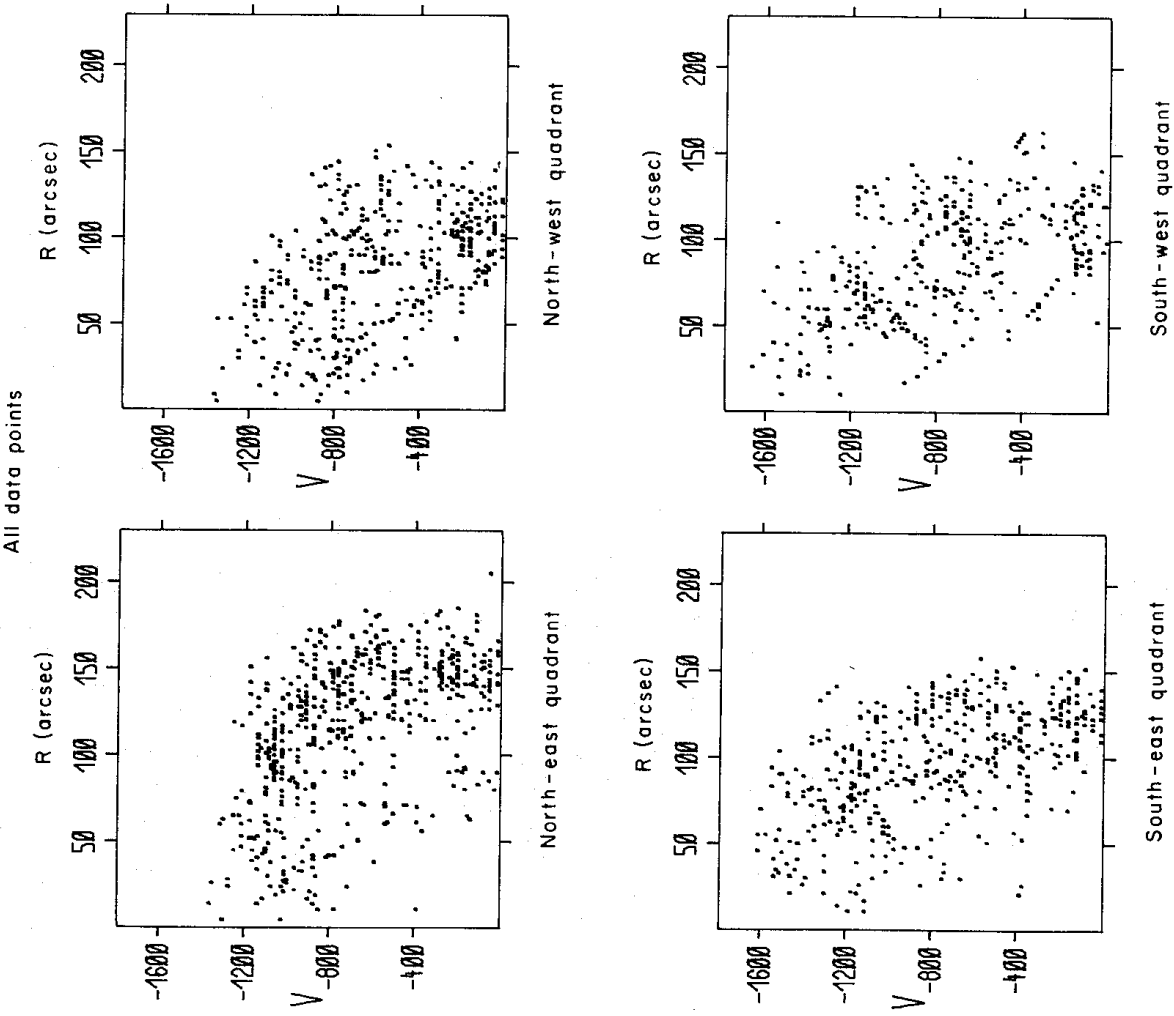 All data points
R (arcsec)
50 100 150 200
V
-1600
-1200
-800
-400
North-east quadrant
R (arcsec)
50 100 150 200
V
-1600
-1200
-800
-400
North-west quadrant
R (arcsec)
50 100 150 200
V
-1600
-1200
-800
-400
South-east quadrant
R (arcsec)
50 100 150 200
V
-1600
-1200
-800
-400
South-west quadrant